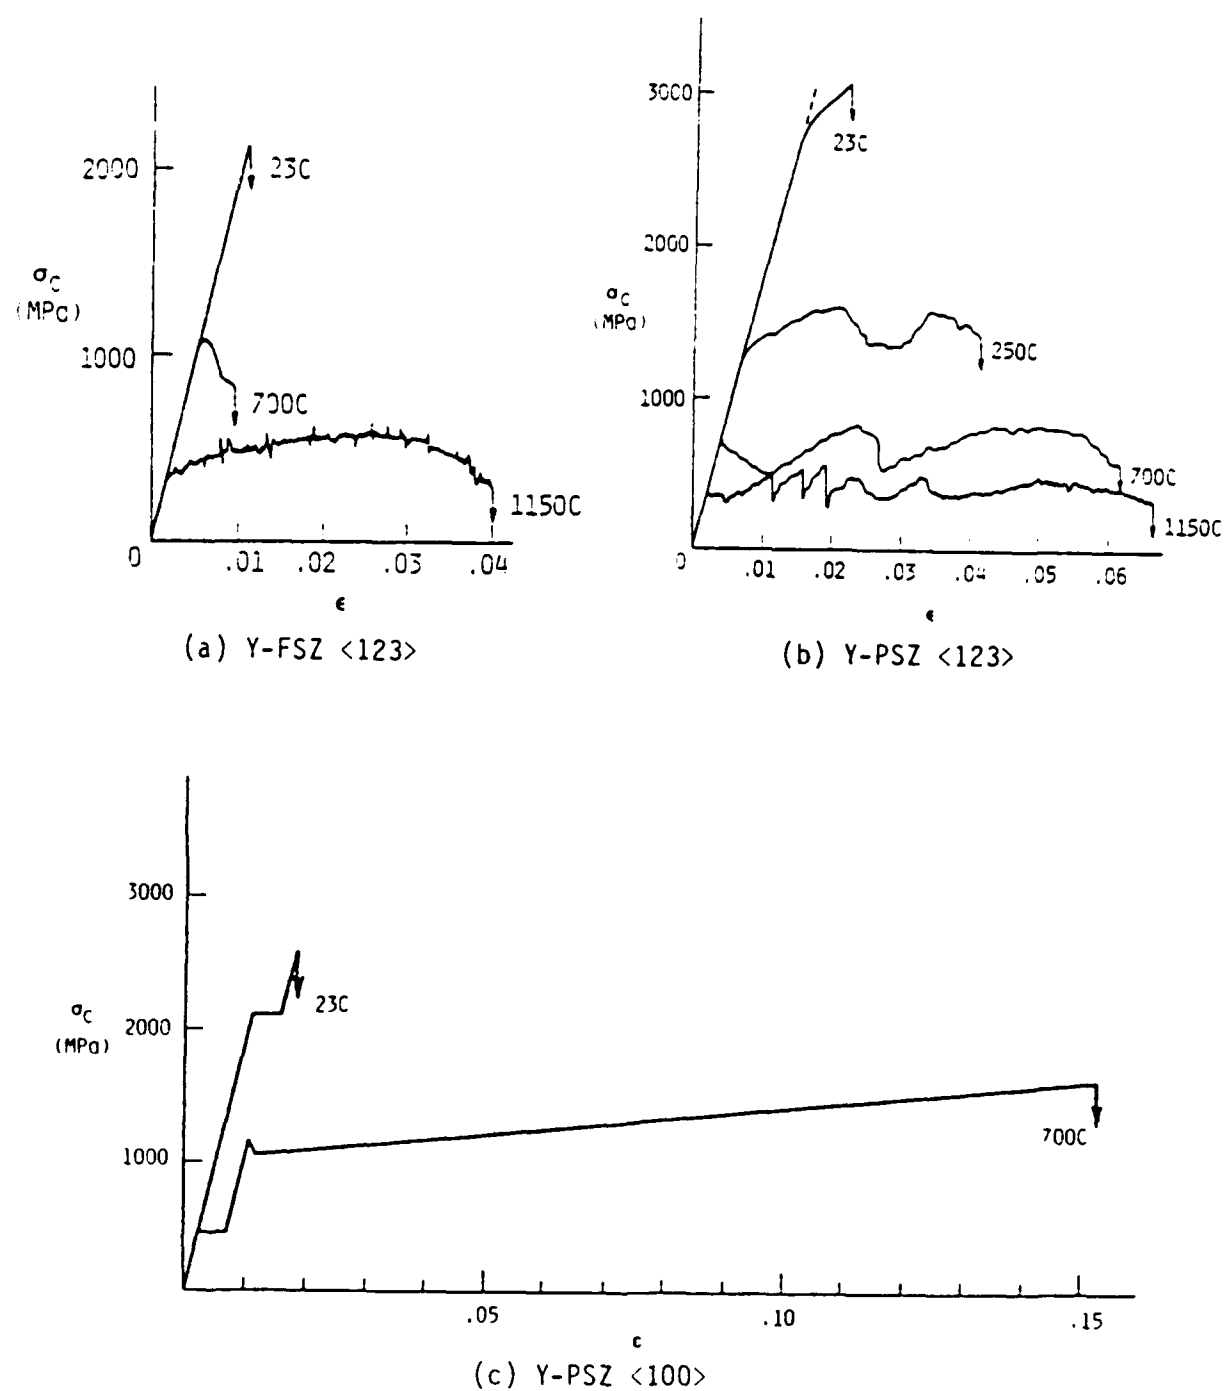 2000
23C
σC
(MPa)
1000
700C
1150C
0 .01 .02 .03 .04
ϵ
(a) Y-FSZ <123>
3000
23C
2000
σC
(MPa)
250C
1000
700C
1150C
0 .01 .02 .03 .04 .05 .06
ϵ
(b) Y-PSZ <123>
3000
23C
σC
2000
(MPa)
1000
700C
.05 .10 .15
ϵ
(c) Y-PSZ <100>